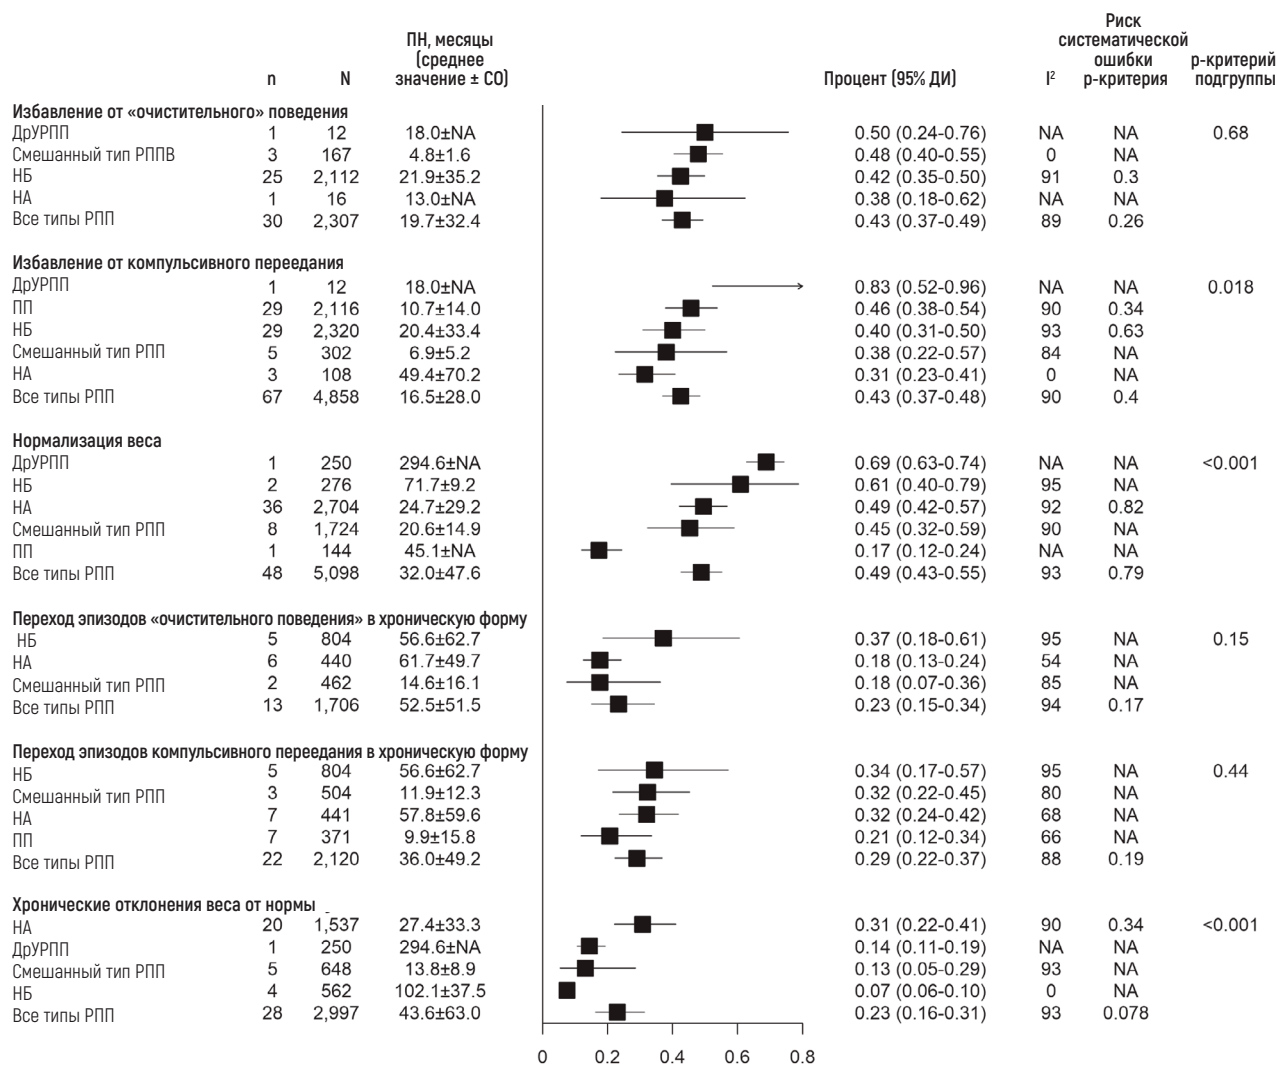 n N ПН, месяцы (среднее значение ± СО) Процент (95% ДИ) I² Риск систематической ошибки р-критерия р-критерий подгруппы
Избавление от «очистительного» поведения
ДрУРПП 1 12 18.0±NA 0.50 (0.24-0.76) NA NA 0.68
Смешанный тип РППВ 3 167 4.8±1.6 0.48 (0.40-0.55) 0 NA
НБ 25 2,112 21.9±35.2 0.42 (0.35-0.50) 91 0.3
НА 1 16 13.0±NA 0.38 (0.18-0.62) NA NA
Все типы РПП 30 2,307 19.7±32.4 0.43 (0.37-0.49) 89 0.26
Избавление от компульсивного переедания
ДрУРПП 1 12 18.0±NA 0.83 (0.52-0.96) NA NA 0.018
ПП 29 2,116 10.7±14.0 0.46 (0.38-0.54) 90 0.34
НБ 29 2,320 20.4±33.4 0.40 (0.31-0.50) 93 0.63
Смешанный тип РПП 5 302 6.9±5.2 0.38 (0.22-0.57) 84 NA
НА 3 108 49.4±70.2 0.31 (0.23-0.41) 0 NA
Все типы РПП 67 4,858 16.5±28.0 0.43 (0.37-0.48) 90 0.4
Нормализация веса
ДрУРПП 1 250 294.6±NA 0.69 (0.63-0.74) NA NA <0.001
НБ 2 276 71.7±9.2 0.61 (0.40-0.79) 95 NA
НА 36 2,704 24.7±29.2 0.49 (0.42-0.57) 92 0.82
Смешанный тип РПП 8 1,724 20.6±14.9 0.45 (0.32-0.59) 90 NA
ПП 1 144 45.1±NA 0.17 (0.12-0.24) NA NA
Все типы РПП 48 5,098 32.0±47.6 0.49 (0.43-0.55) 93 0.79
Переход эпизодов «очистительного поведения» в хроническую форму
НБ 5 804 56.6±62.7 0.37 (0.18-0.61) 95 NA 0.15
НА 6 440 61.7±49.7 0.18 (0.13-0.24) 54 NA
Смешанный тип РПП 2 462 14.6±16.1 0.18 (0.07-0.36) 85 NA
Все типы РПП 13 1,706 52.5±51.5 0.23 (0.15-0.34) 94 0.17
Переход эпизодов компульсивного переедания в хроническую форму
НБ 5 804 56.6±62.7 0.34 (0.17-0.57) 95 NA 0.44
Смешанный тип РПП 3 504 11.9±12.3 0.32 (0.22-0.45) 80 NA
НА 7 441 57.8±59.6 0.32 (0.24-0.42) 68 NA
ПП 7 371 9.9±15.8 0.21 (0.12-0.34) 66 NA
Все типы РПП 22 2,120 36.0±49.2 0.29 (0.22-0.37) 88 0.19
Хронические отклонения веса от нормы
НА 20 1,537 27.4±33.3 0.31 (0.22-0.41) 90 0.34 <0.001
ДрУРПП 1 250 294.6±NA 0.14 (0.11-0.19) NA NA
Смешанный тип РПП 5 648 13.8±8.9 0.13 (0.05-0.29) 93 NA
НБ 4 562 102.1±37.5 0.07 (0.06-0.10) 0 NA
Все типы РПП 28 2,997 43.6±63.0 0.23 (0.16-0.31) 93 0.078
0 0.2 0.4 0.6 0.8